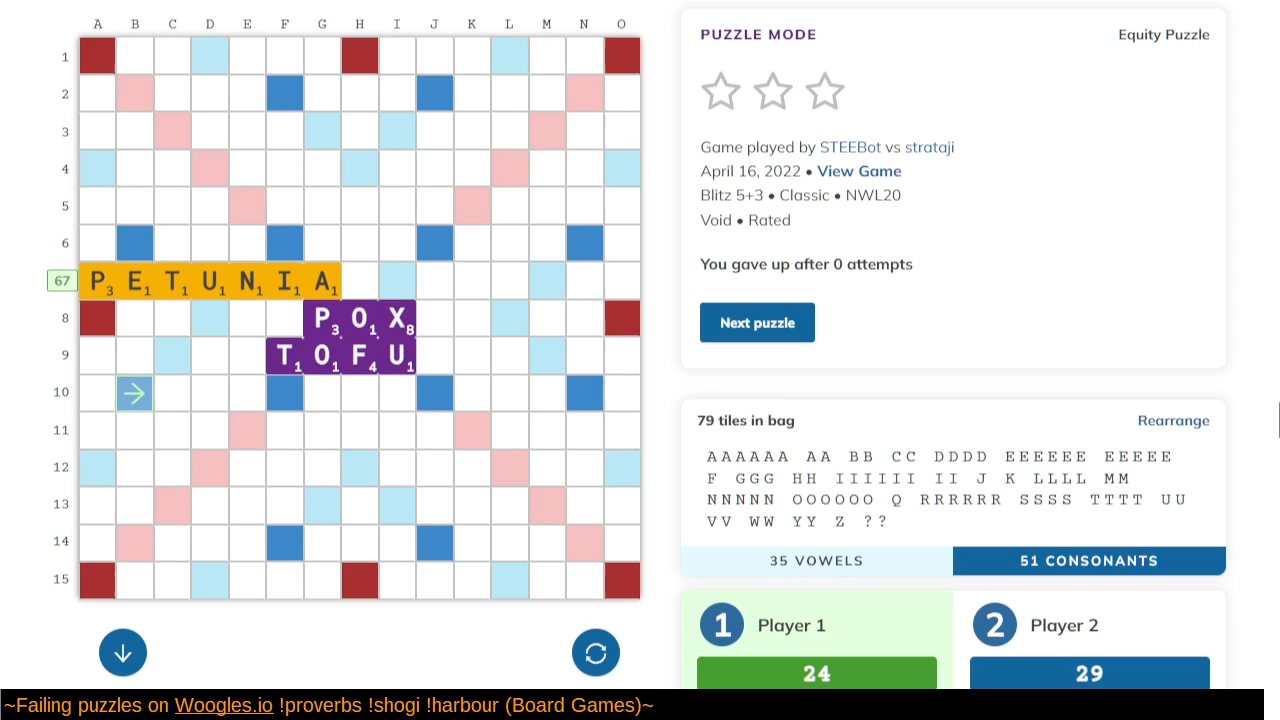 A B C D E F G H I J K L M N O
1
2
3
4
5
6
67 P3 E1 T1 U1 N1 I1 A1
8 P3 O1 X8
9 T1 O1 F4 U1
10
11
12
13
14
15
PUZZLE MODE
Equity Puzzle
Game played by STEEBot vs strataji
April 16, 2022 • View Game
Blitz 5+3 • Classic • NWL20
Void • Rated
You gave up after 0 attempts
Next puzzle
79 tiles in bag
Rearrange
AAAAAA AA BB CC DDDD EEEEEE EEEEE
F GGG HH IIIIII II J K LLLL MM
NNNNN OOOOOO Q RRRRRR SSSS TTTT UU
VV WW YY Z ??
35 VOWELS
51 CONSONANTS
1 Player 1
2 Player 2
24
29
~Failing puzzles on Woogles.io !proverbs !shogi !harbour (Board Games)~